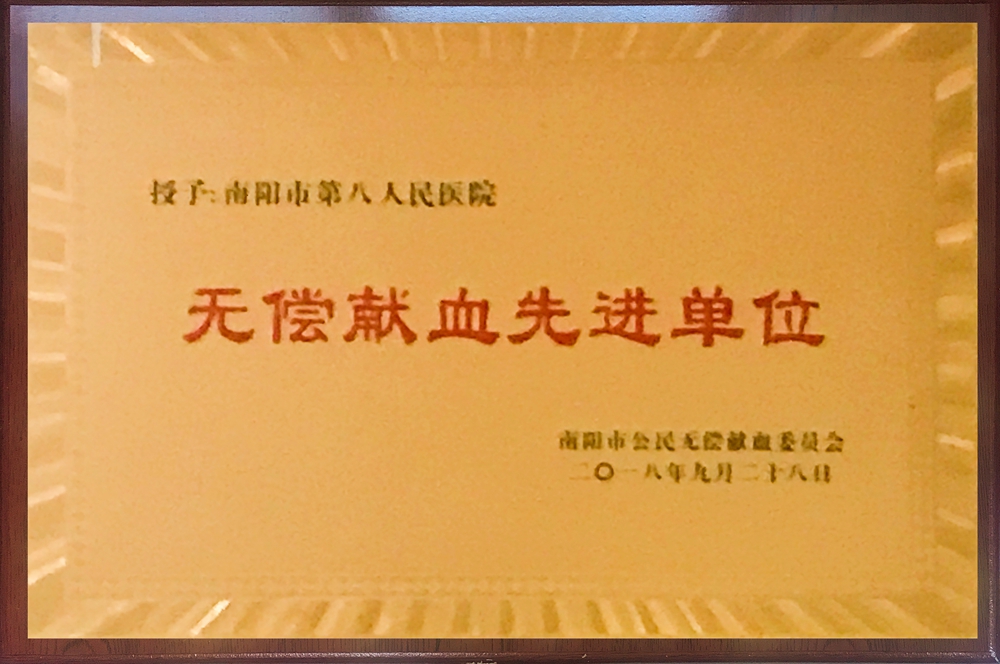 授予:南阳市第八人民医院
无偿献血先进单位
南阳市公民无偿献血委员会
二〇一八年九月二十八日